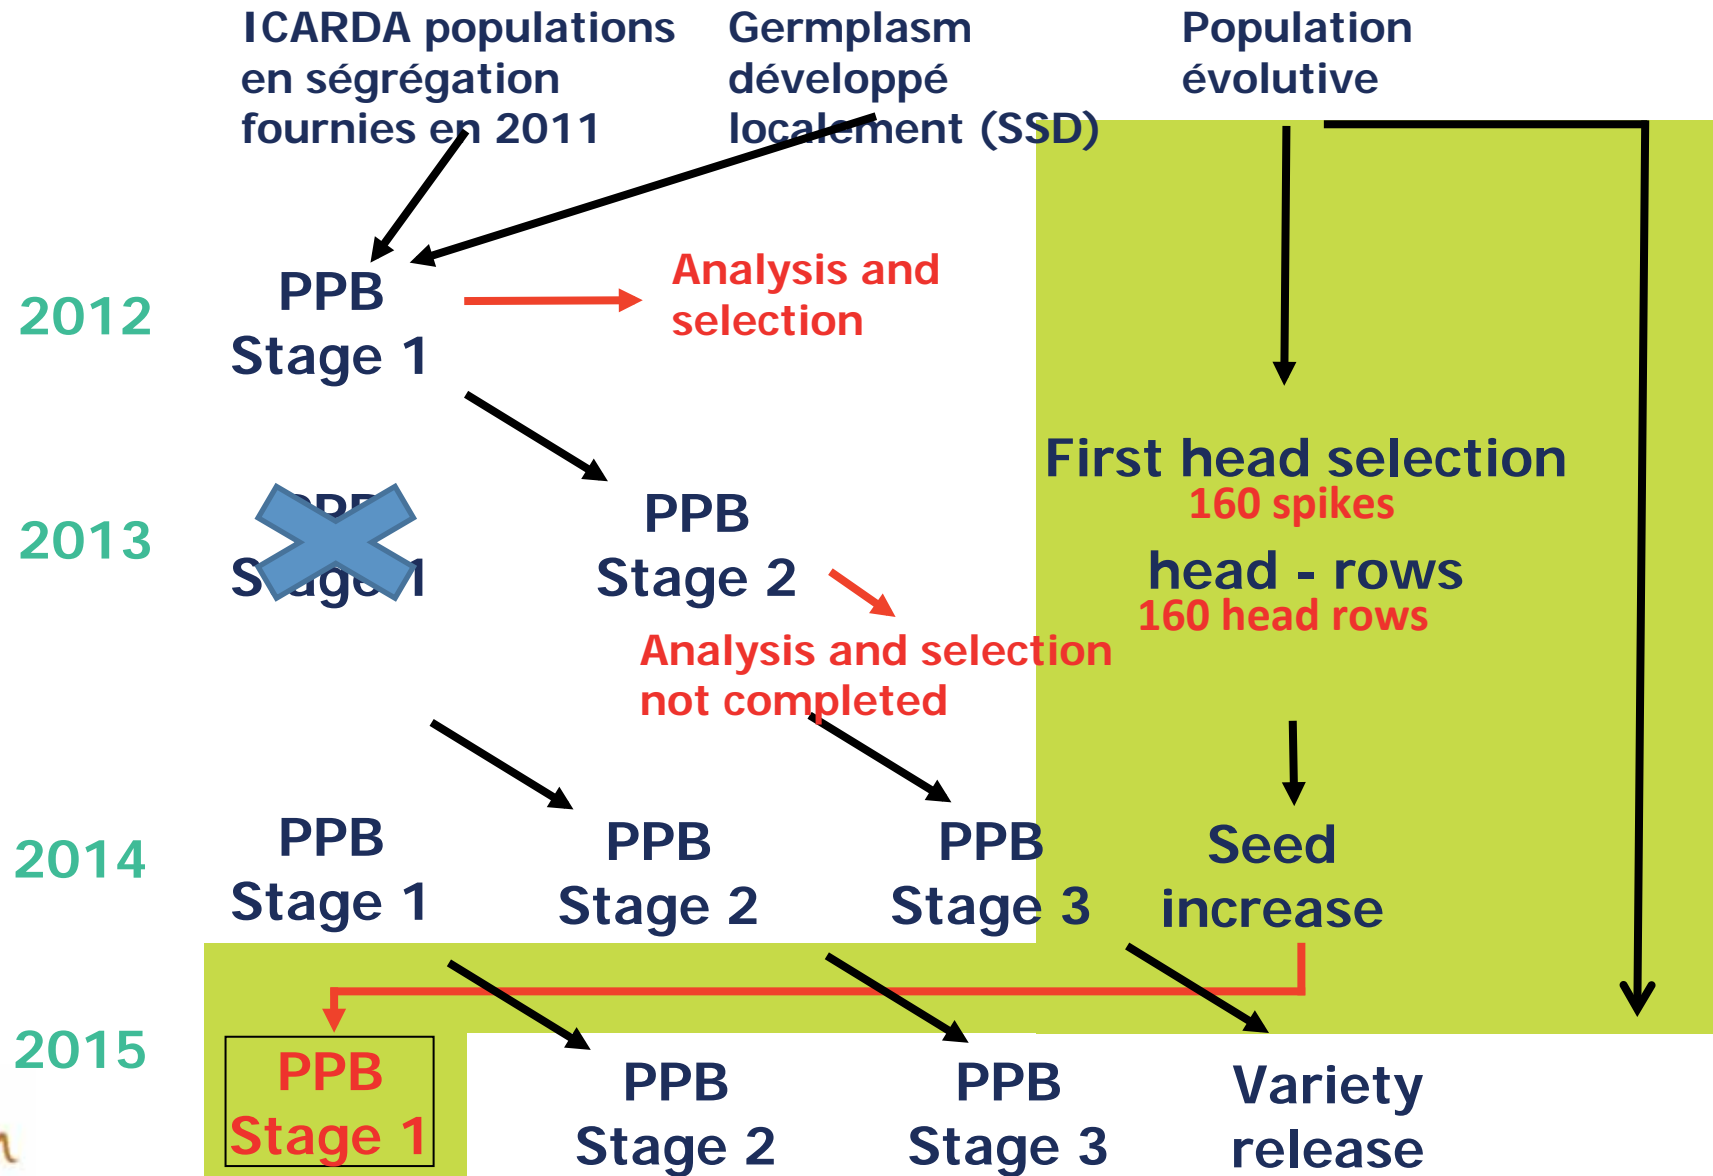 ICARDA populations
en ségrégation
fournies en 2011
Germplasm
développé
localement (SSD)
Population
évolutive
2012
PPB
Stage 1
Analysis and
selection
2013
PPB
Stage 2
Analysis and selection
not completed
First head selection
160 spikes
head - rows
160 head rows
2014
PPB
Stage 1
PPB
Stage 2
PPB
Stage 3
Seed
increase
2015
PPB
Stage 1
PPB
Stage 2
PPB
Stage 3
Variety
release